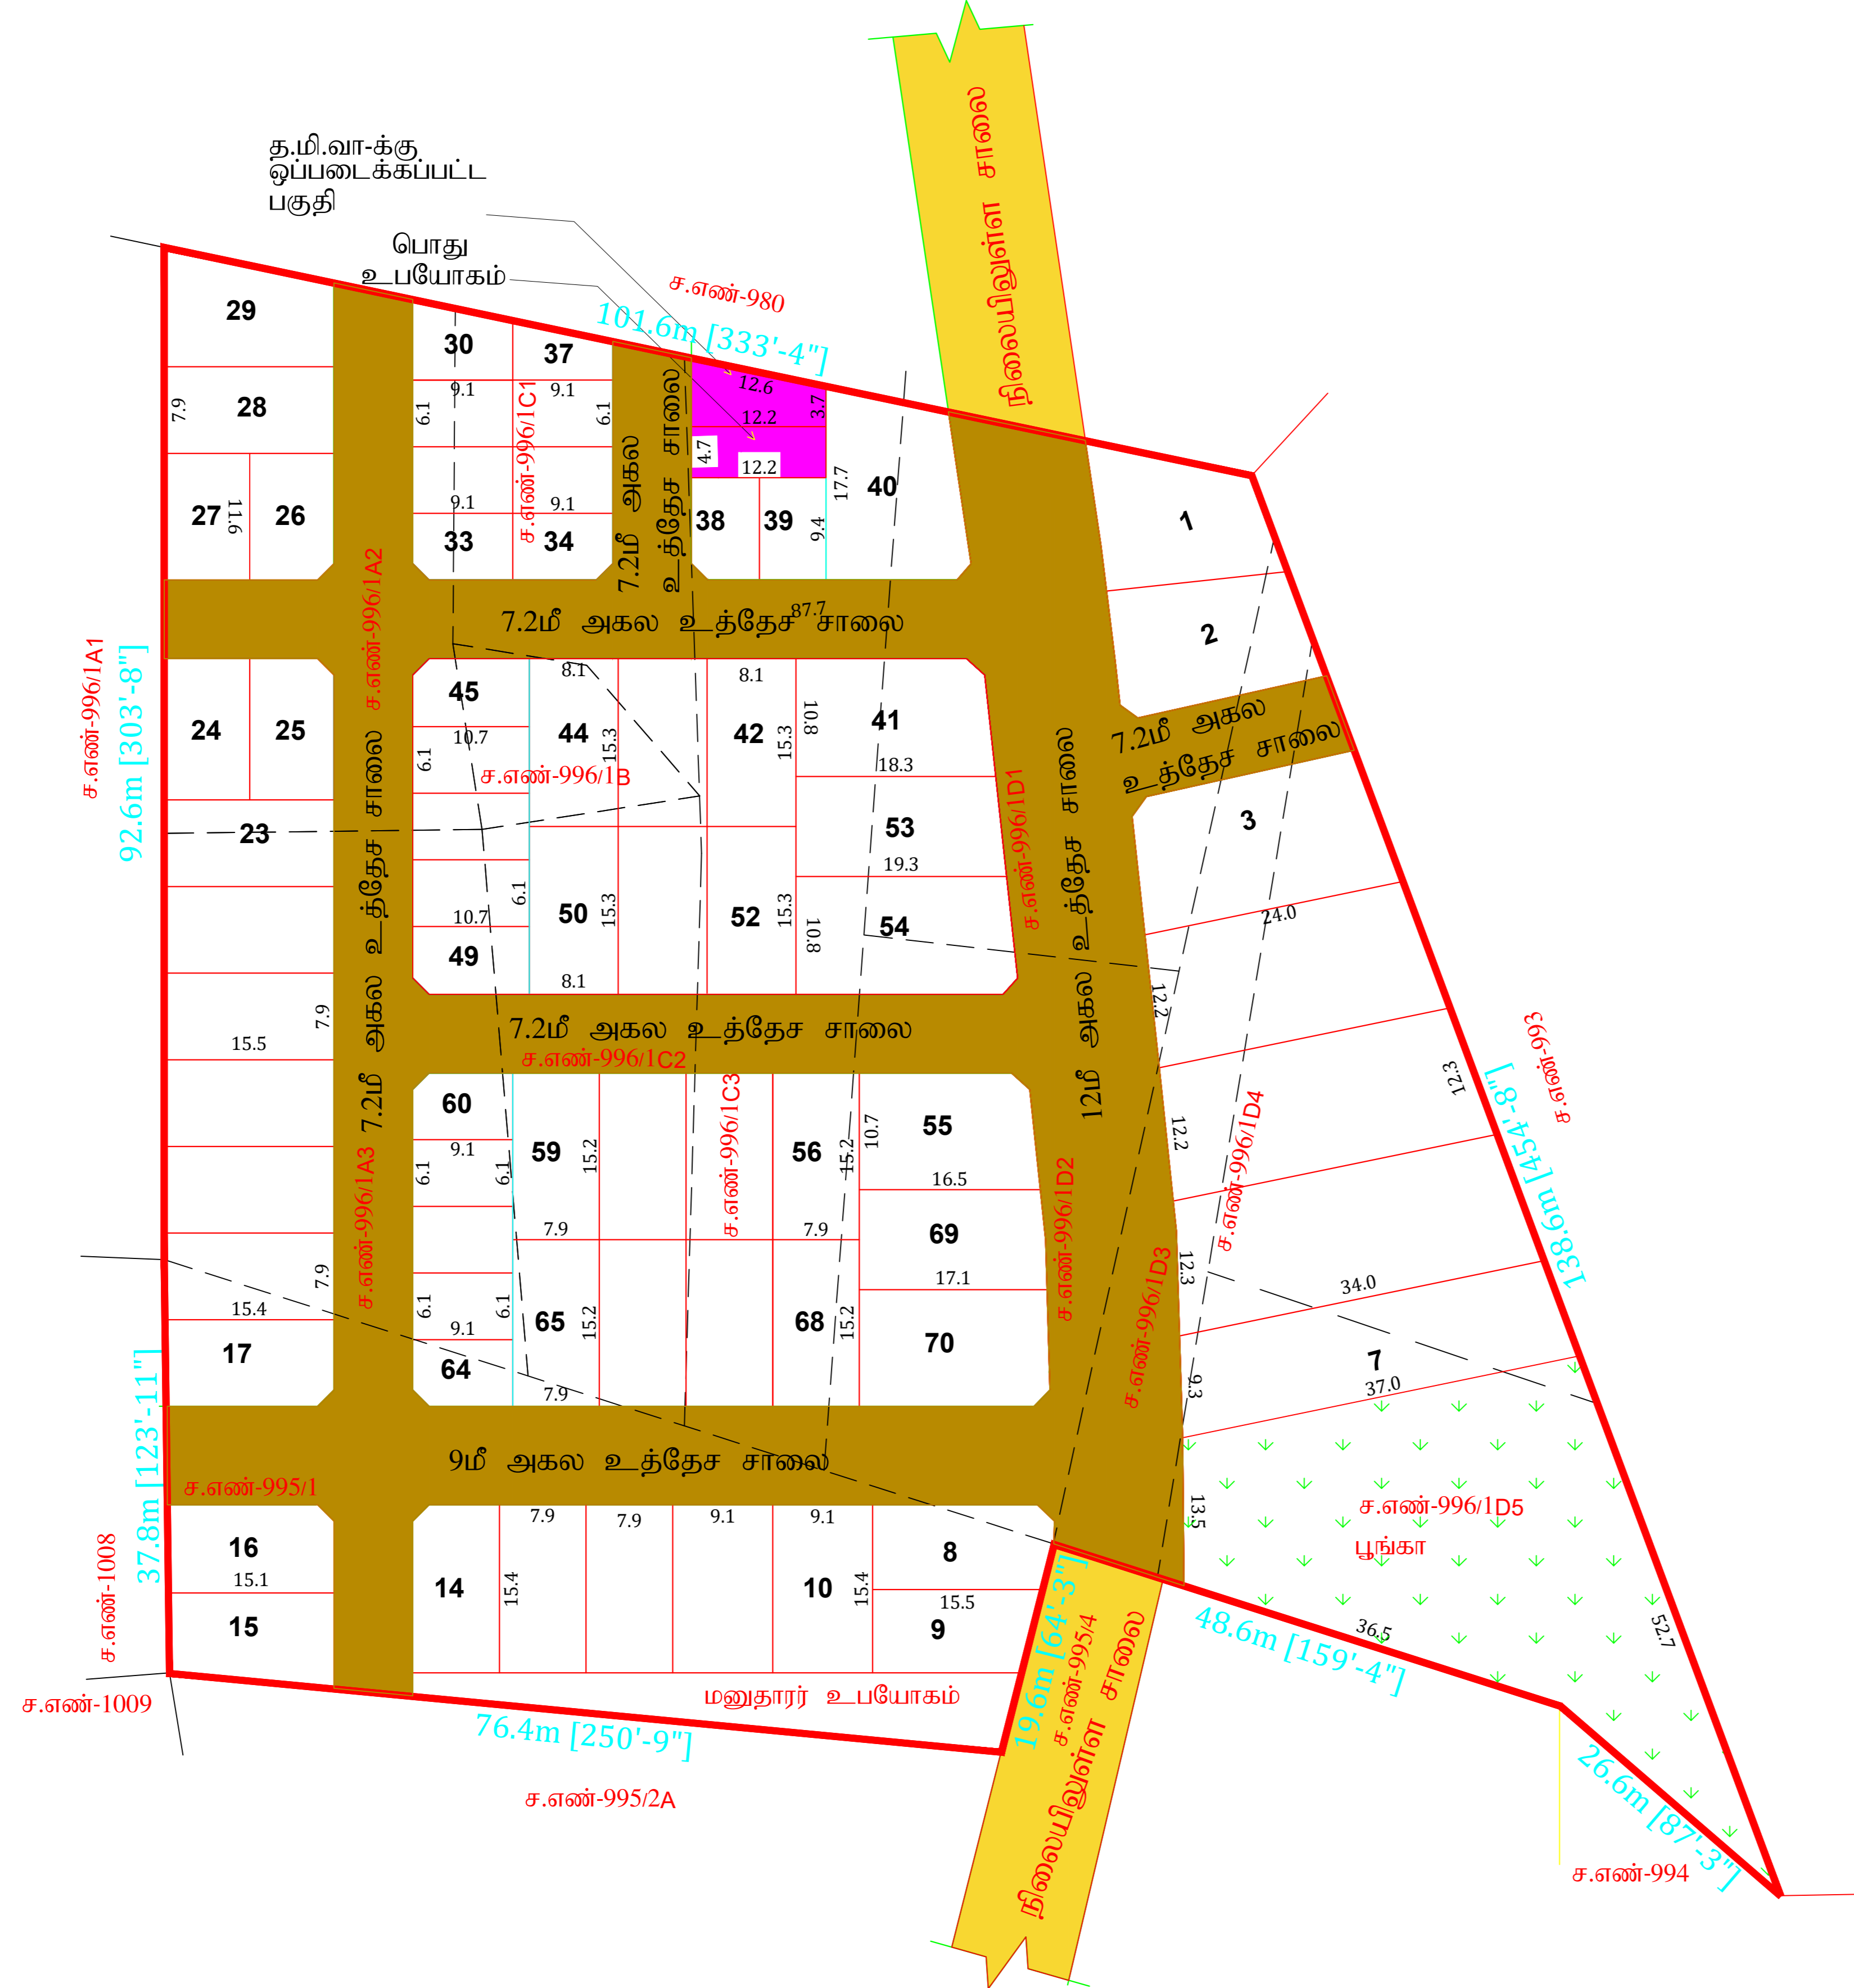 த.மி.வா-க்கு
ஒப்படைக்கப்பட்ட
பகுதி
பொது
உபயோகம்
ச.எண்-980
101.6m [333'-4"]
நிலையிலுள்ள சாலை
29
28
7.9
27
11.6
26
30
9.1
6.1
37
9.1
6.1
ச.எண்-996/1C1
9.1
9.1
33
34
7.2மீ அகல
உத்தேச சாலை
12.6
3.7
12.2
4.7
12.2
17.7
40
38
39
9.4
1
2
ச.எண்-996/1A2
7.2மீ அகல உத்தேச சாலை
87.7
7.2மீ அகல
உத்தேச சாலை
ச.எண்-996/1A1
92.6m [303'-8"]
24
25
23
45
10.7
6.1
8.1
44
15.3
ச.எண்-996/1B
8.1
42
15.3
10.8
41
18.3
53
19.3
54
10.8
ச.எண்-996/1D1
12மீ அகல உத்தேச சாலை
3
24.0
6.1
10.7
49
50
15.3
8.1
52
15.3
7.2மீ அகல உத்தேச சாலை
7.9
15.5
7.2மீ அகல உத்தேச சாலை
ச.எண்-996/1C2
12.2
12.2
12.3
12.3
ச.எண்-993
138.6m [454'-8"]
ச.எண்-996/1D4
60
9.1
6.1
6.1
59
15.2
7.9
ச.எண்-996/1C3
56
15.2
7.9
10.7
55
16.5
69
17.1
70
ச.எண்-996/1D2
ச.எண்-996/1D3
ச.எண்-996/1A3
7.9
15.4
17
6.1
6.1
9.1
64
65
15.2
7.9
68
15.2
34.0
7
37.0
9.3
37.8m [123'-11"]
9மீ அகல உத்தேச சாலை
ச.எண்-995/1
13.5
ச.எண்-996/1D5
பூங்கா
16
15.1
15
ச.எண்-1008
ச.எண்-1009
14
15.4
7.9
7.9
9.1
9.1
10
15.4
8
15.5
9
மனுதாரர் உபயோகம்
76.4m [250'-9"]
19.6m [64'-3"]
ச.எண்-995/4
நிலையிலுள்ள சாலை
48.6m [159'-4"]
36.5
52.7
26.6m [87'-3"]
ச.எண்-995/2A
ச.எண்-994